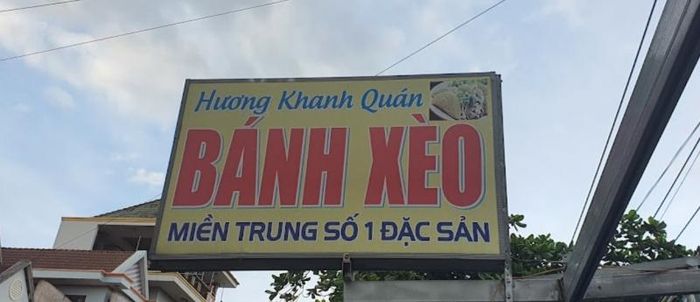 Hương Khanh Quán
BÁNH XÈO
MIỀN TRUNG SỐ 1 ĐẶC SẢN